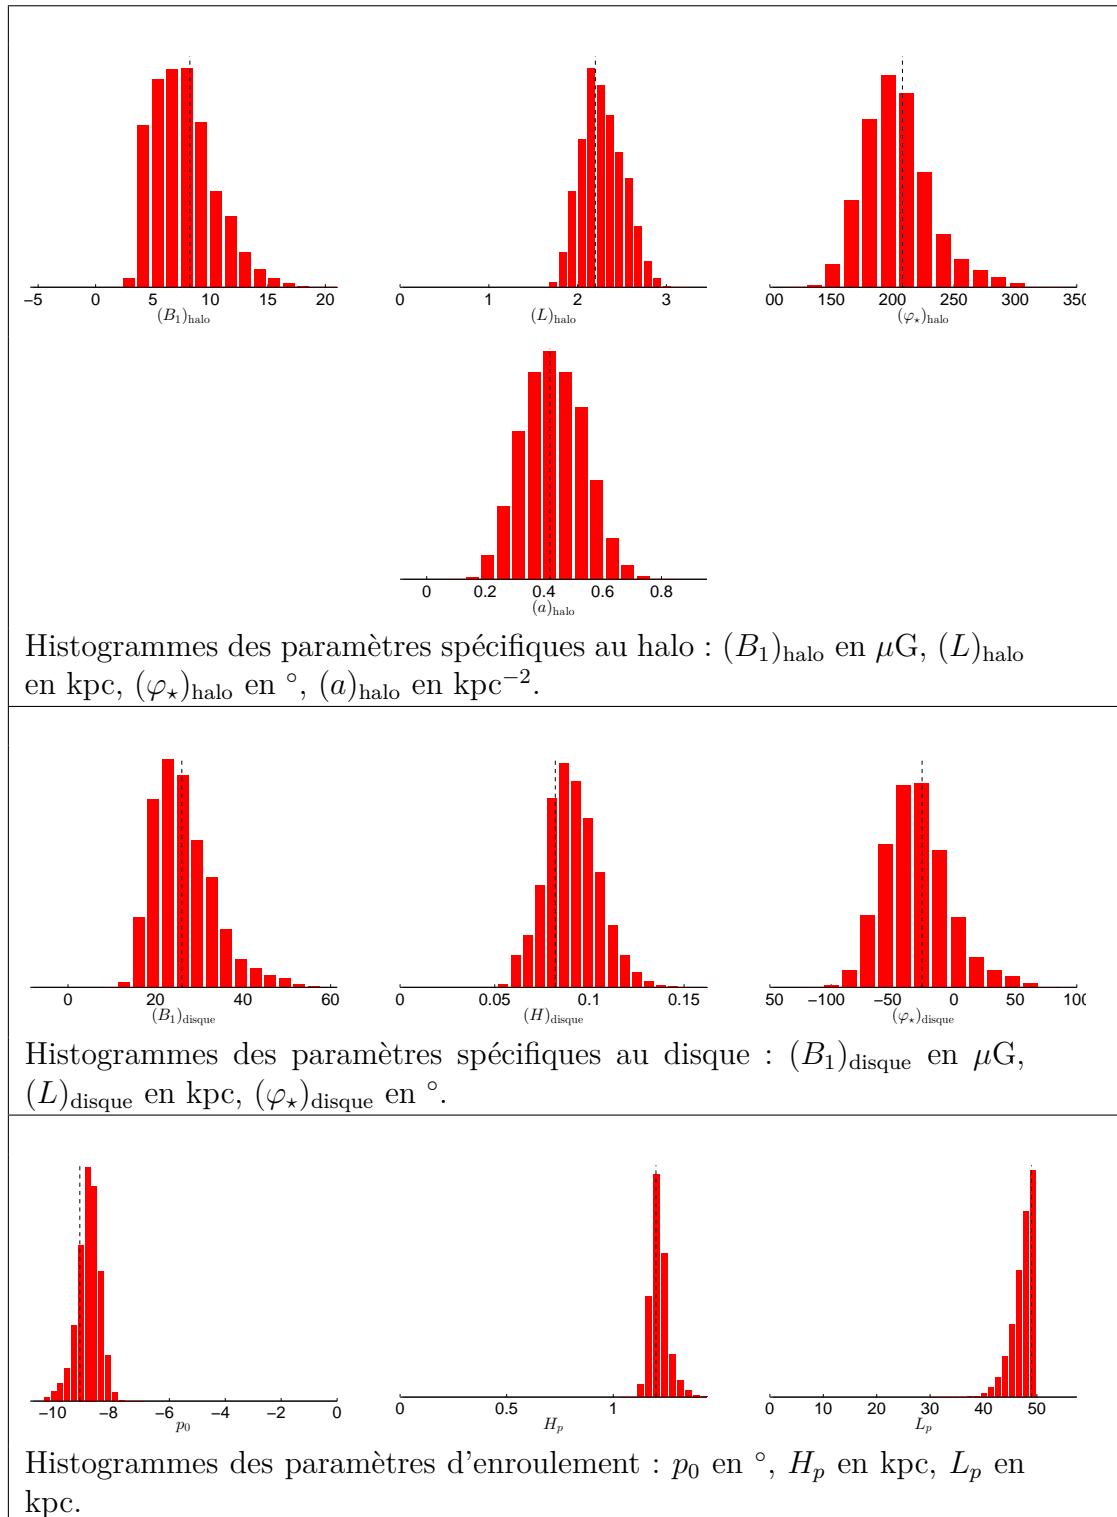 −5 0 5 10 15 20
(B₁)halo
0 1 2 3
(L)halo
00 150 200 250 300 350
(φ⋆)halo
0 0.2 0.4 0.6 0.8
(a)halo
Histogrammes des paramètres spécifiques au halo : (B₁)halo en μG, (L)halo
en kpc, (φ⋆)halo en °, (a)halo en kpc⁻².
0 20 40 60
(B₁)disque
0 0.05 0.1 0.15
(H)disque
50 −100 −50 0 50 100
(φ⋆)disque
Histogrammes des paramètres spécifiques au disque : (B₁)disque en μG,
(L)disque en kpc, (φ⋆)disque en °.
−10 −8 −6 −4 −2 0
p₀
0 0.5 1
Hₚ
0 10 20 30 40 50
Lₚ
Histogrammes des paramètres d'enroulement : p₀ en °, Hₚ en kpc, Lₚ en
kpc.